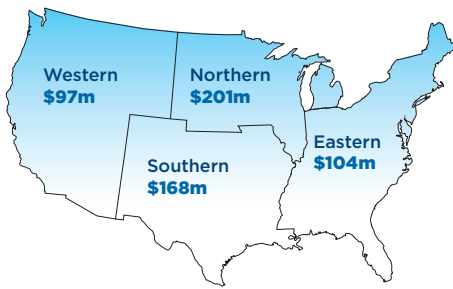 Western
$97m
Northern
$201m
Eastern
$104m
Southern
$168m